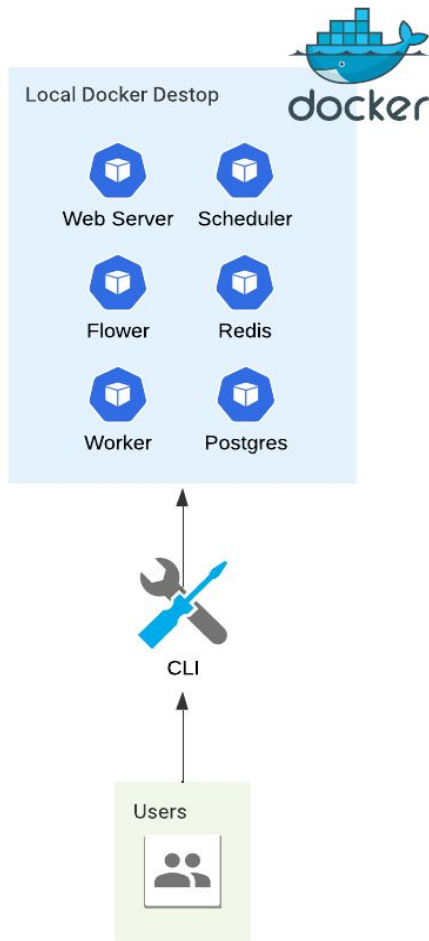 docker
Local Docker Destop
Web Server
Scheduler
Flower
Redis
Worker
Postgres
CLI
Users